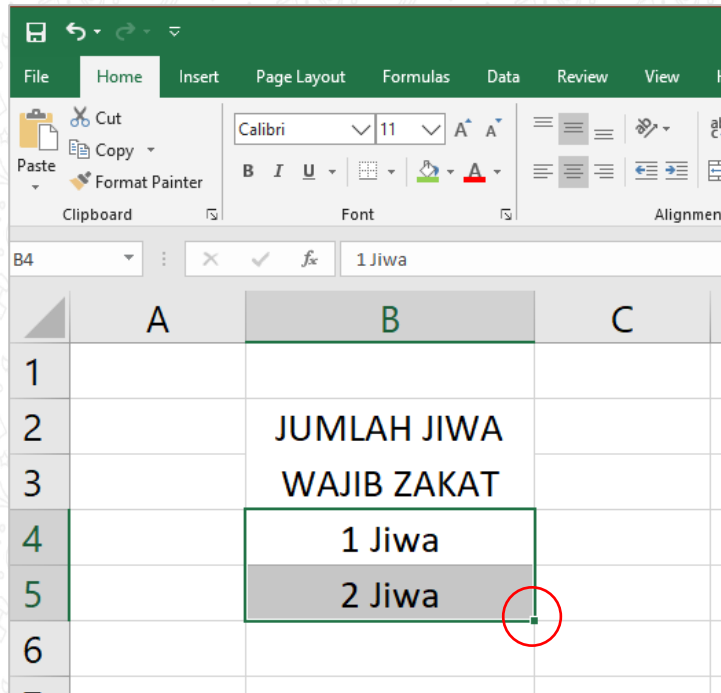 File Home Insert Page Layout Formulas Data Review View
Cut
Copy
Paste
Format Painter
Calibri 11 A A
B I U A
Clipboard Font
B4 fx 1 Jiwa
A B C
1
2 JUMLAH JIWA
3 WAJIB ZAKAT
4 1 Jiwa
5 2 Jiwa
6